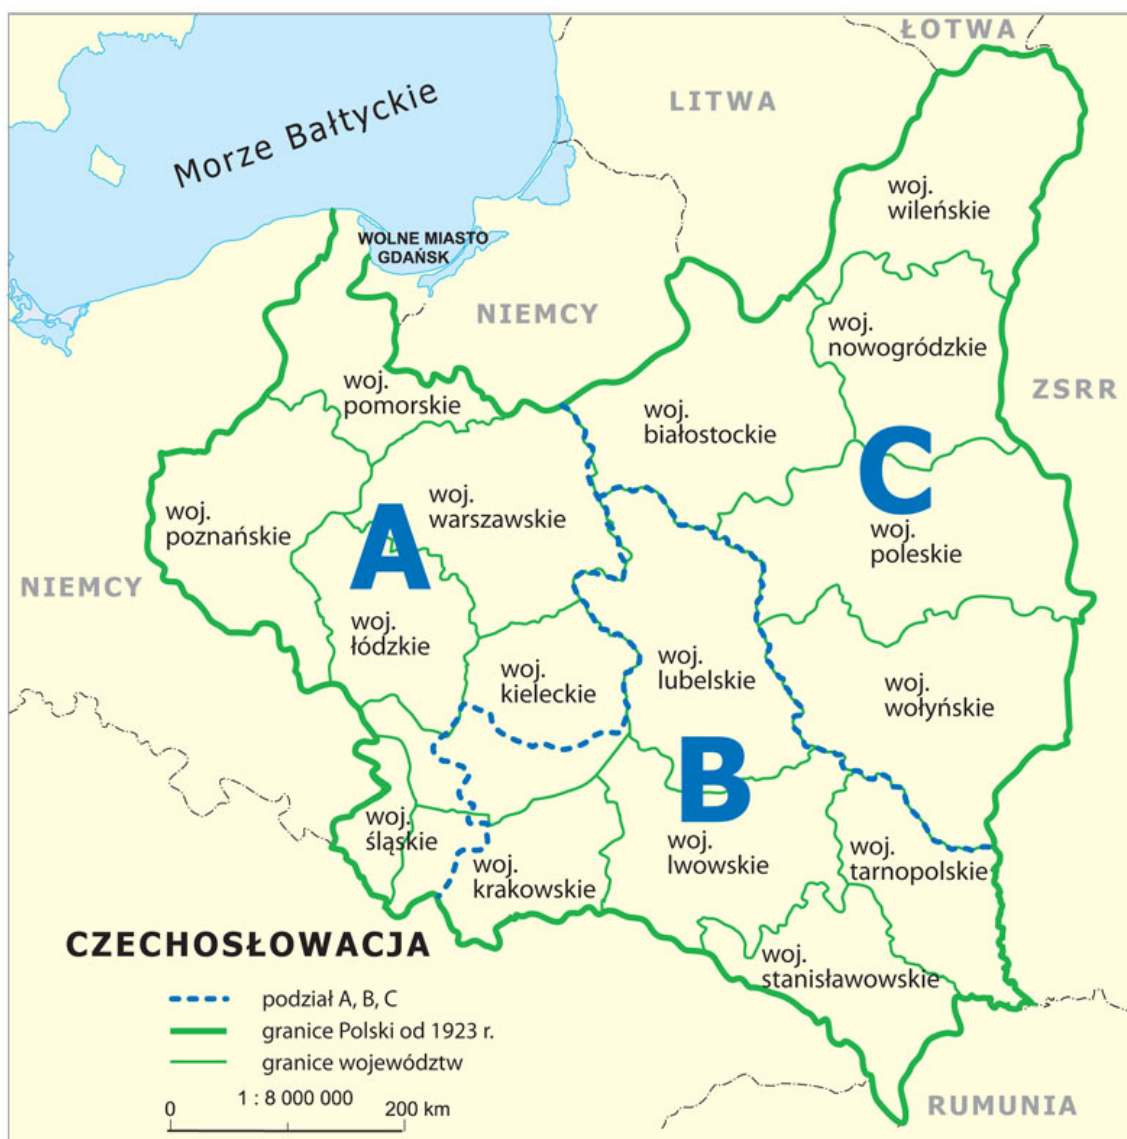 ŁOTWA
LITWA
Morze Bałtyckie
woj.
wileńskie
WOLNE MIASTO
GDAŃSK
NIEMCY
woj.
nowogródzkie
ZSRR
woj.
pomorskie
woj.
białostockie
C
woj.
poznańskie
A
woj.
warszawskie
woj.
poleskie
NIEMCY
woj.
łódzkie
woj.
kieleckie
woj.
lubelskie
woj.
wołyńskie
B
woj.
śląskie
woj.
krakowskie
woj.
lwowskie
woj.
tarnopolskie
CZECHOSŁOWACJA
woj.
stanisławowskie
podział A, B, C
granice Polski od 1923 r.
granice województw
1 : 8 000 000
0 200 km
RUMUNIA